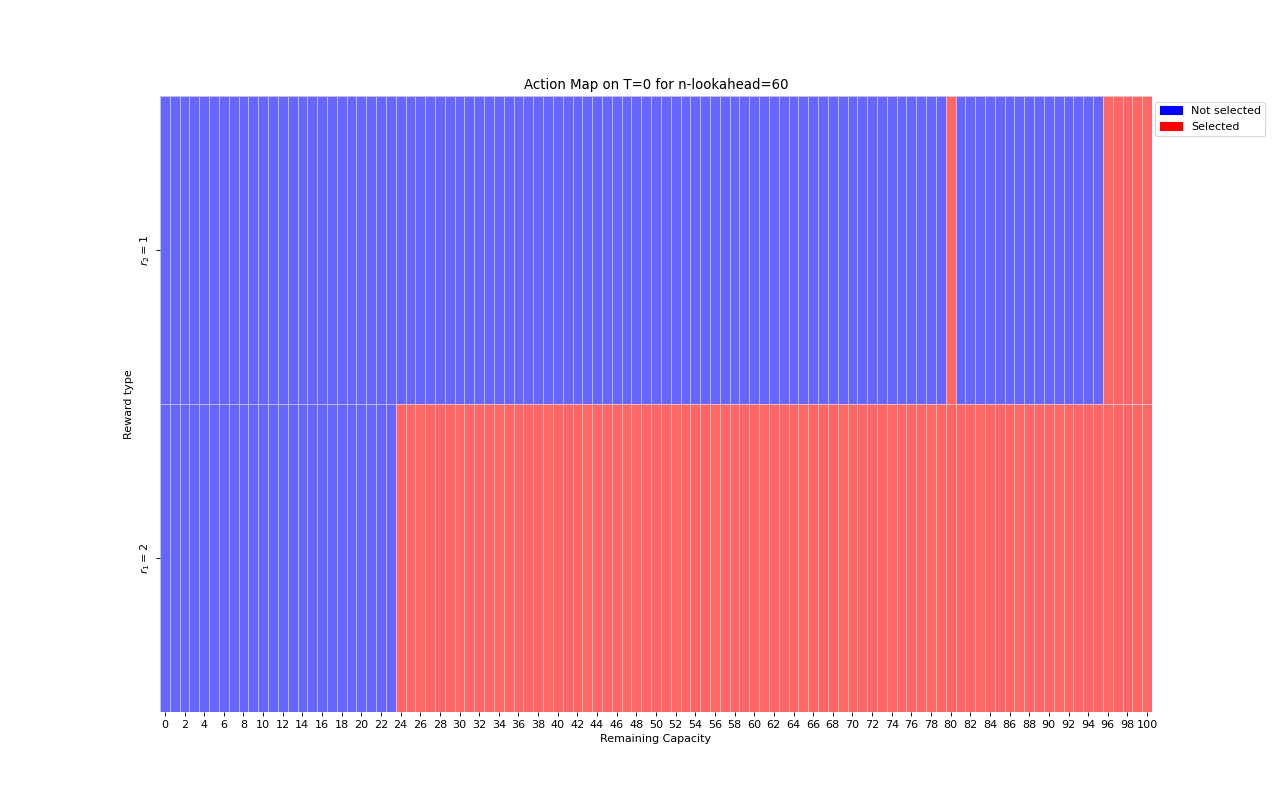 Action Map on T=0 for n-lookahead=60
Not selected
Selected
r₂ = 1
Reward type
r₁ = 2
0 2 4 6 8 10 12 14 16 18 20 22 24 26 28 30 32 34 36 38 40 42 44 46 48 50 52 54 56 58 60 62 64 66 68 70 72 74 76 78 80 82 84 86 88 90 92 94 96 98 100
Remaining Capacity